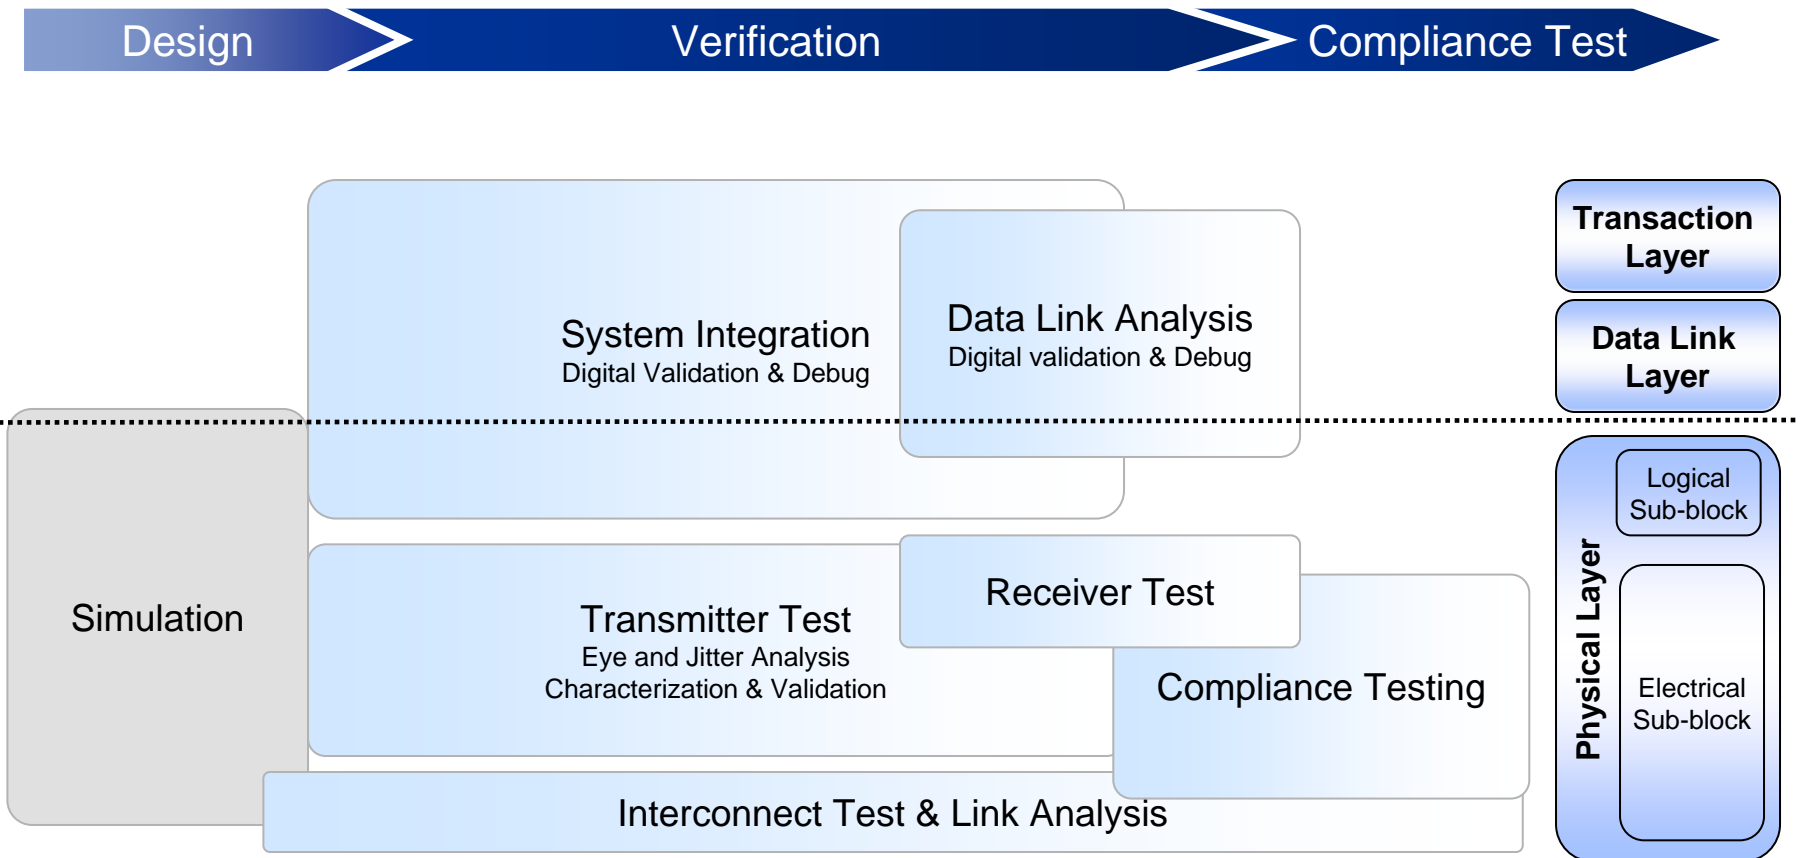 Design
Verification
Compliance Test
System Integration
Digital Validation & Debug
Data Link Analysis
Digital validation & Debug
Transaction
Layer
Data Link
Layer
Simulation
Transmitter Test
Eye and Jitter Analysis
Characterization & Validation
Receiver Test
Compliance Testing
Interconnect Test & Link Analysis
Physical Layer
Logical
Sub-block
Electrical
Sub-block